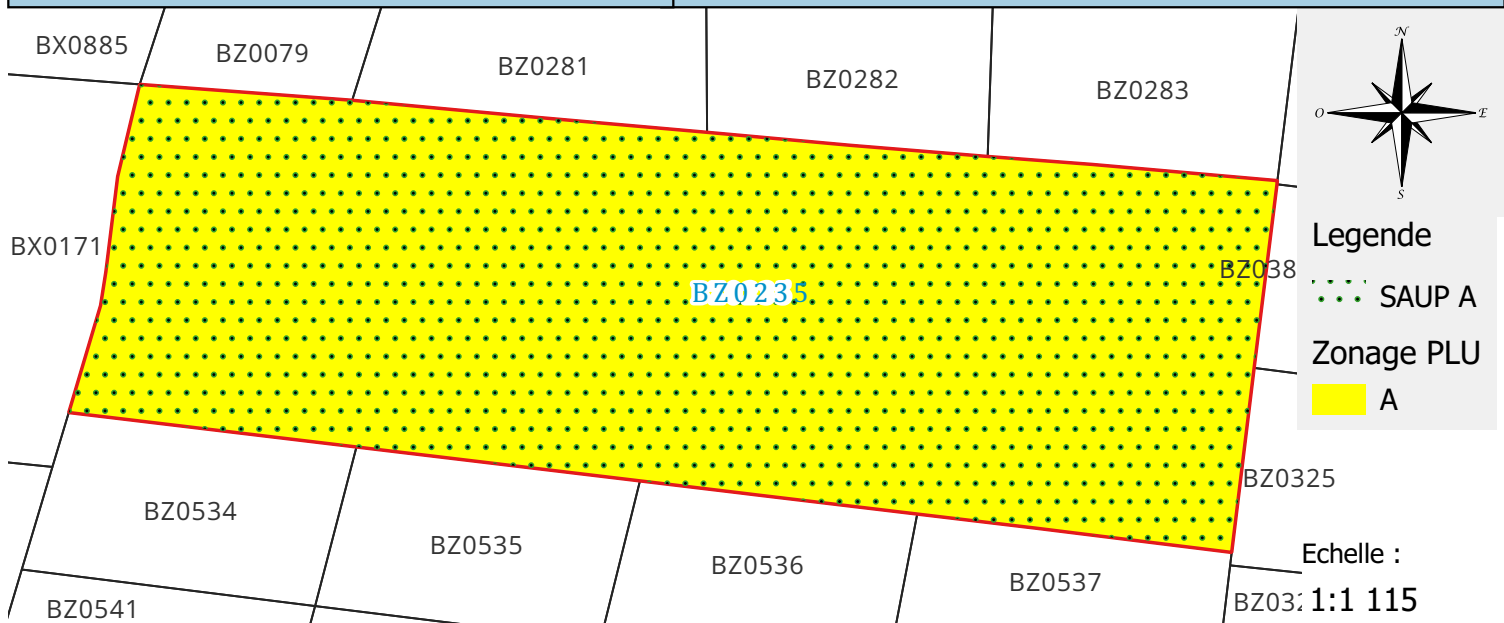 BX0885
BZ0079
BZ0281
BZ0282
BZ0283
N
O
E
S
BX0171
BZ0235
BZ038
Legende
SAUP A
Zonage PLU
A
BZ0325
BZ0534
BZ0535
BZ0536
BZ0537
BZ0541
Echelle :
1:1 115